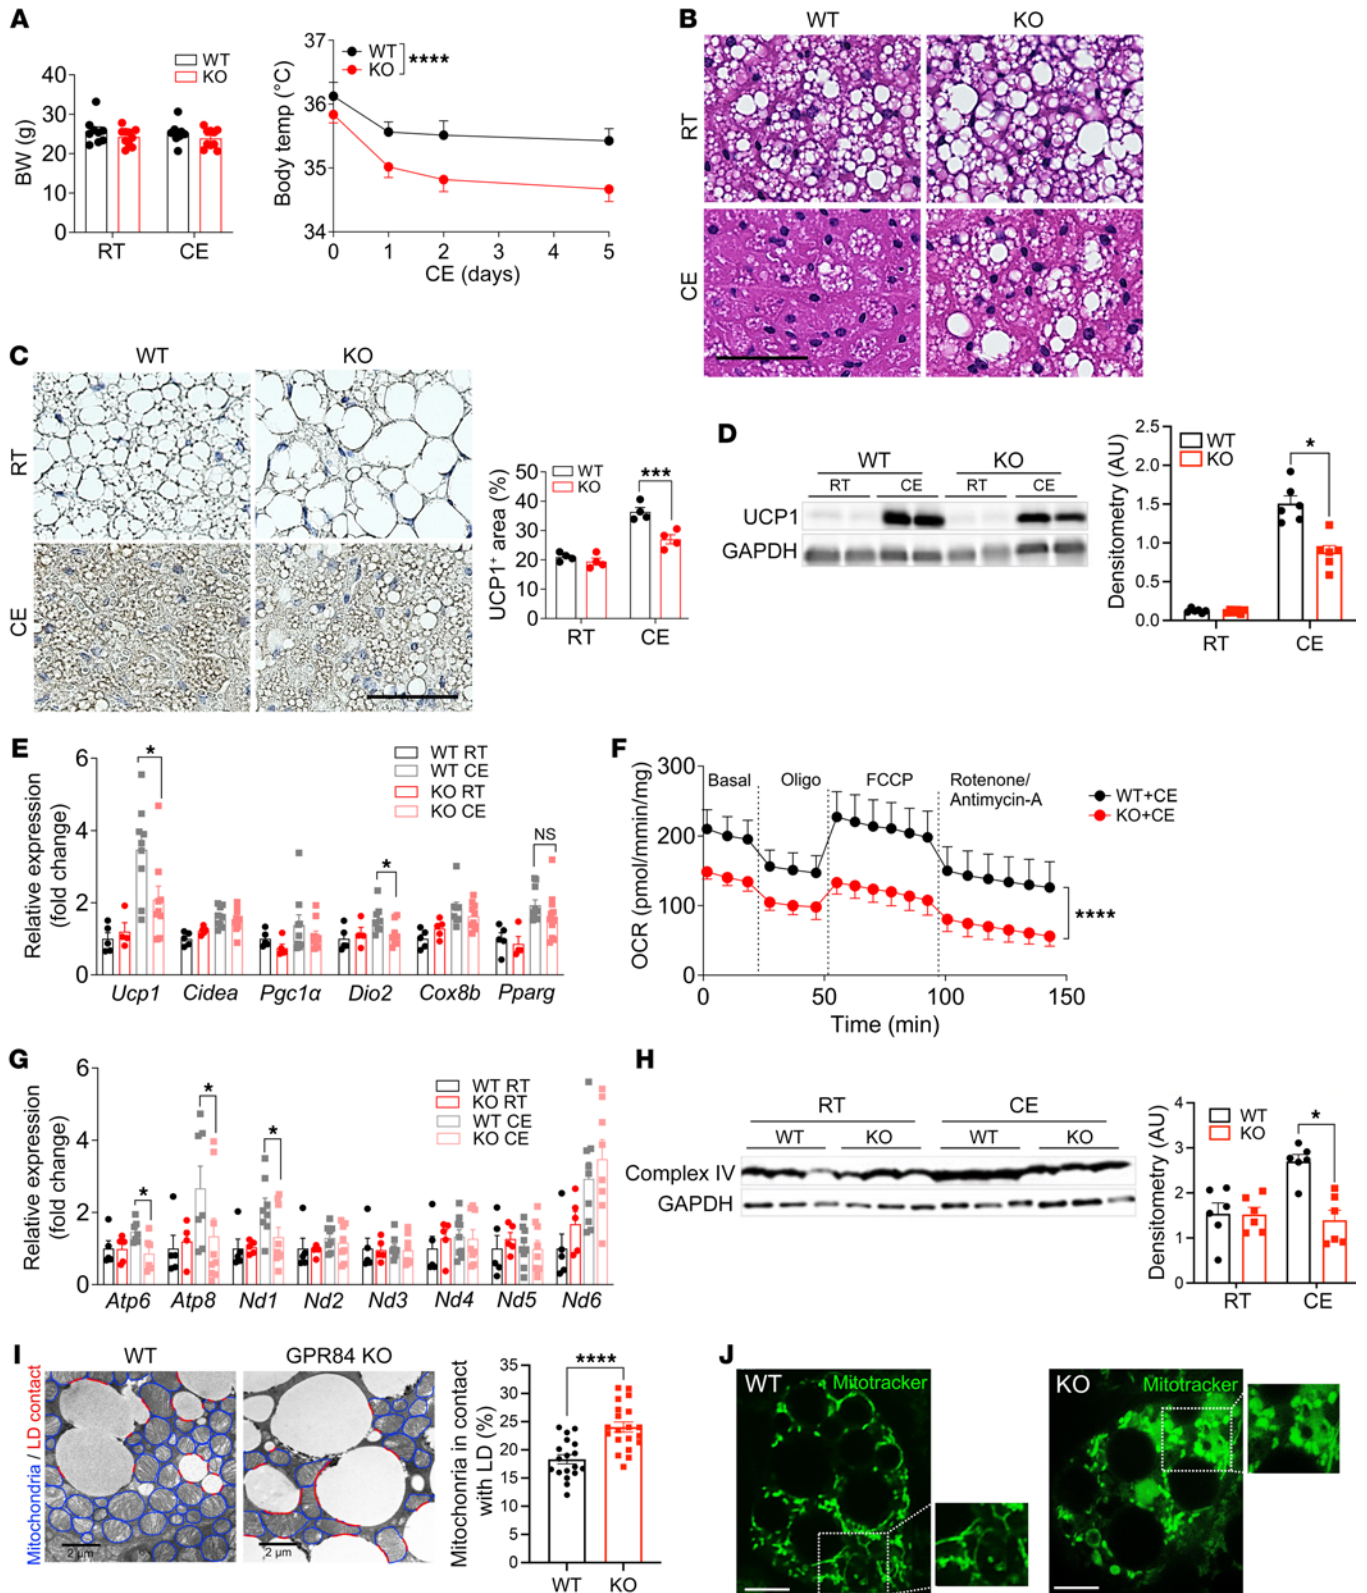 A
BW (g)
40
30
20
10
0
RT
CE
WT
KO
Body temp (°C)
37
36
35
34
33
0
1
2
3
4
5
CE (days)
WT
KO
****
B
WT
KO
RT
CE
C
WT
KO
RT
CE
UCP1⁺ area (%)
50
40
30
20
10
0
RT
CE
WT
KO
***
D
WT
KO
RT
CE
RT
CE
UCP1
GAPDH
Densitometry (AU)
2.5
2.0
1.5
1.0
0.5
0.0
RT
CE
WT
KO
*
E
Relative expression
(fold change)
6
4
2
0
*
*
NS
WT RT
WT CE
KO RT
KO CE
Ucp1
Cidea
Pgc1α
Dio2
Cox8b
Pparg
F
OCR (pmol/mmin/mg)
300
200
100
0
Basal
Oligo
FCCP
Rotenone/
Antimycin-A
WT+CE
KO+CE
****
0
50
100
150
Time (min)
G
Relative expression
(fold change)
6
4
2
0
*
*
*
WT RT
KO RT
WT CE
KO CE
Atp6
Atp8
Nd1
Nd2
Nd3
Nd4
Nd5
Nd6
H
RT
CE
WT
KO
WT
KO
Complex IV
GAPDH
Densitometry (AU)
4
3
2
1
0
RT
CE
WT
KO
*
I
WT
GPR84 KO
Mitochondria / LD contact
2 μm
2 μm
Mitochonria in contact
with LD (%)
35
30
25
20
15
10
5
0
****
WT
KO
J
WT
Mitotracker
KO
Mitotracker